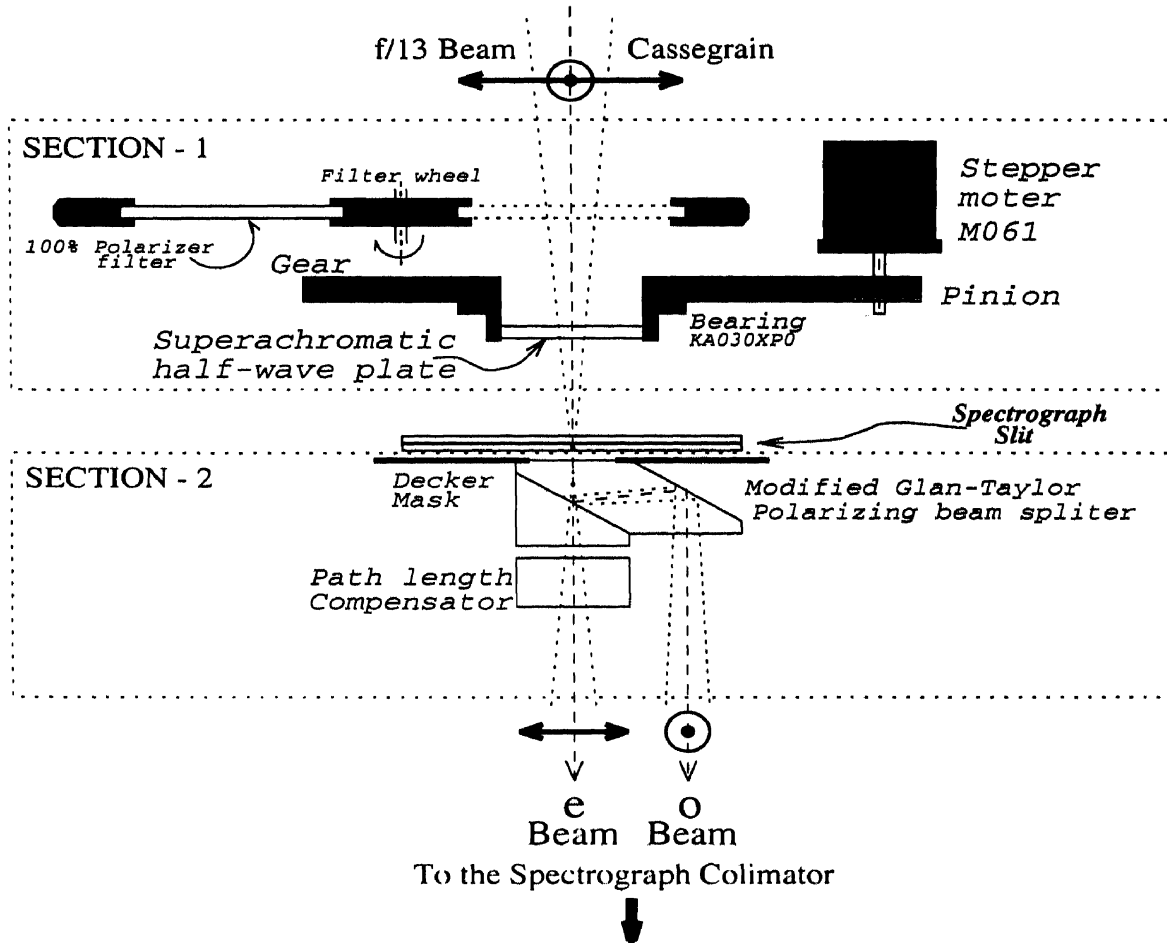 f/13 Beam
Cassegrain
SECTION - 1
Filter wheel
Stepper
moter
M061
100% Polarizer
filter
Gear
Pinion
Bearing
KA030XP0
Superachromatic
half-wave plate
Spectrograph
Slit
SECTION - 2
Decker
Mask
Modified Glan-Taylor
Polarizing beam spliter
Path length
Compensator
e
Beam
o
Beam
To the Spectrograph Colimator